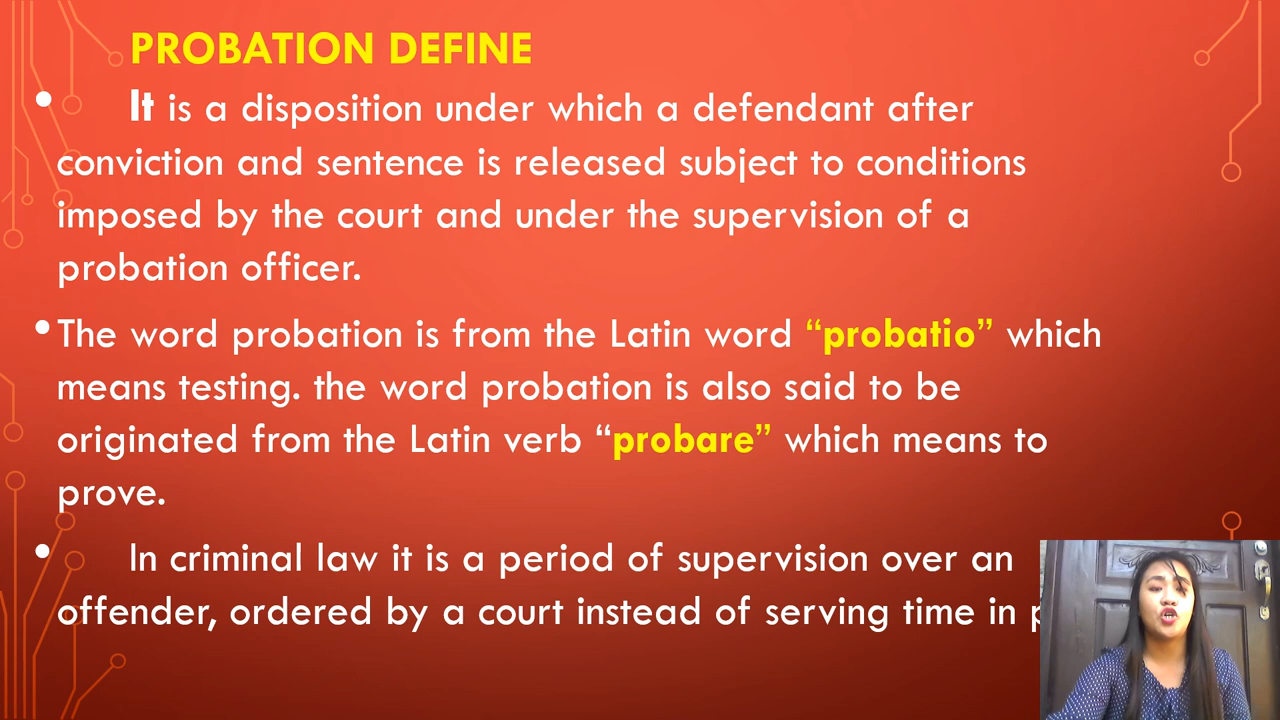 PROBATION DEFINE
• It is a disposition under which a defendant after
conviction and sentence is released subject to conditions
imposed by the court and under the supervision of a
probation officer.
• The word probation is from the Latin word “probatio” which
means testing. the word probation is also said to be
originated from the Latin verb “probare” which means to
prove.
• In criminal law it is a period of supervision over an
offender, ordered by a court instead of serving time in